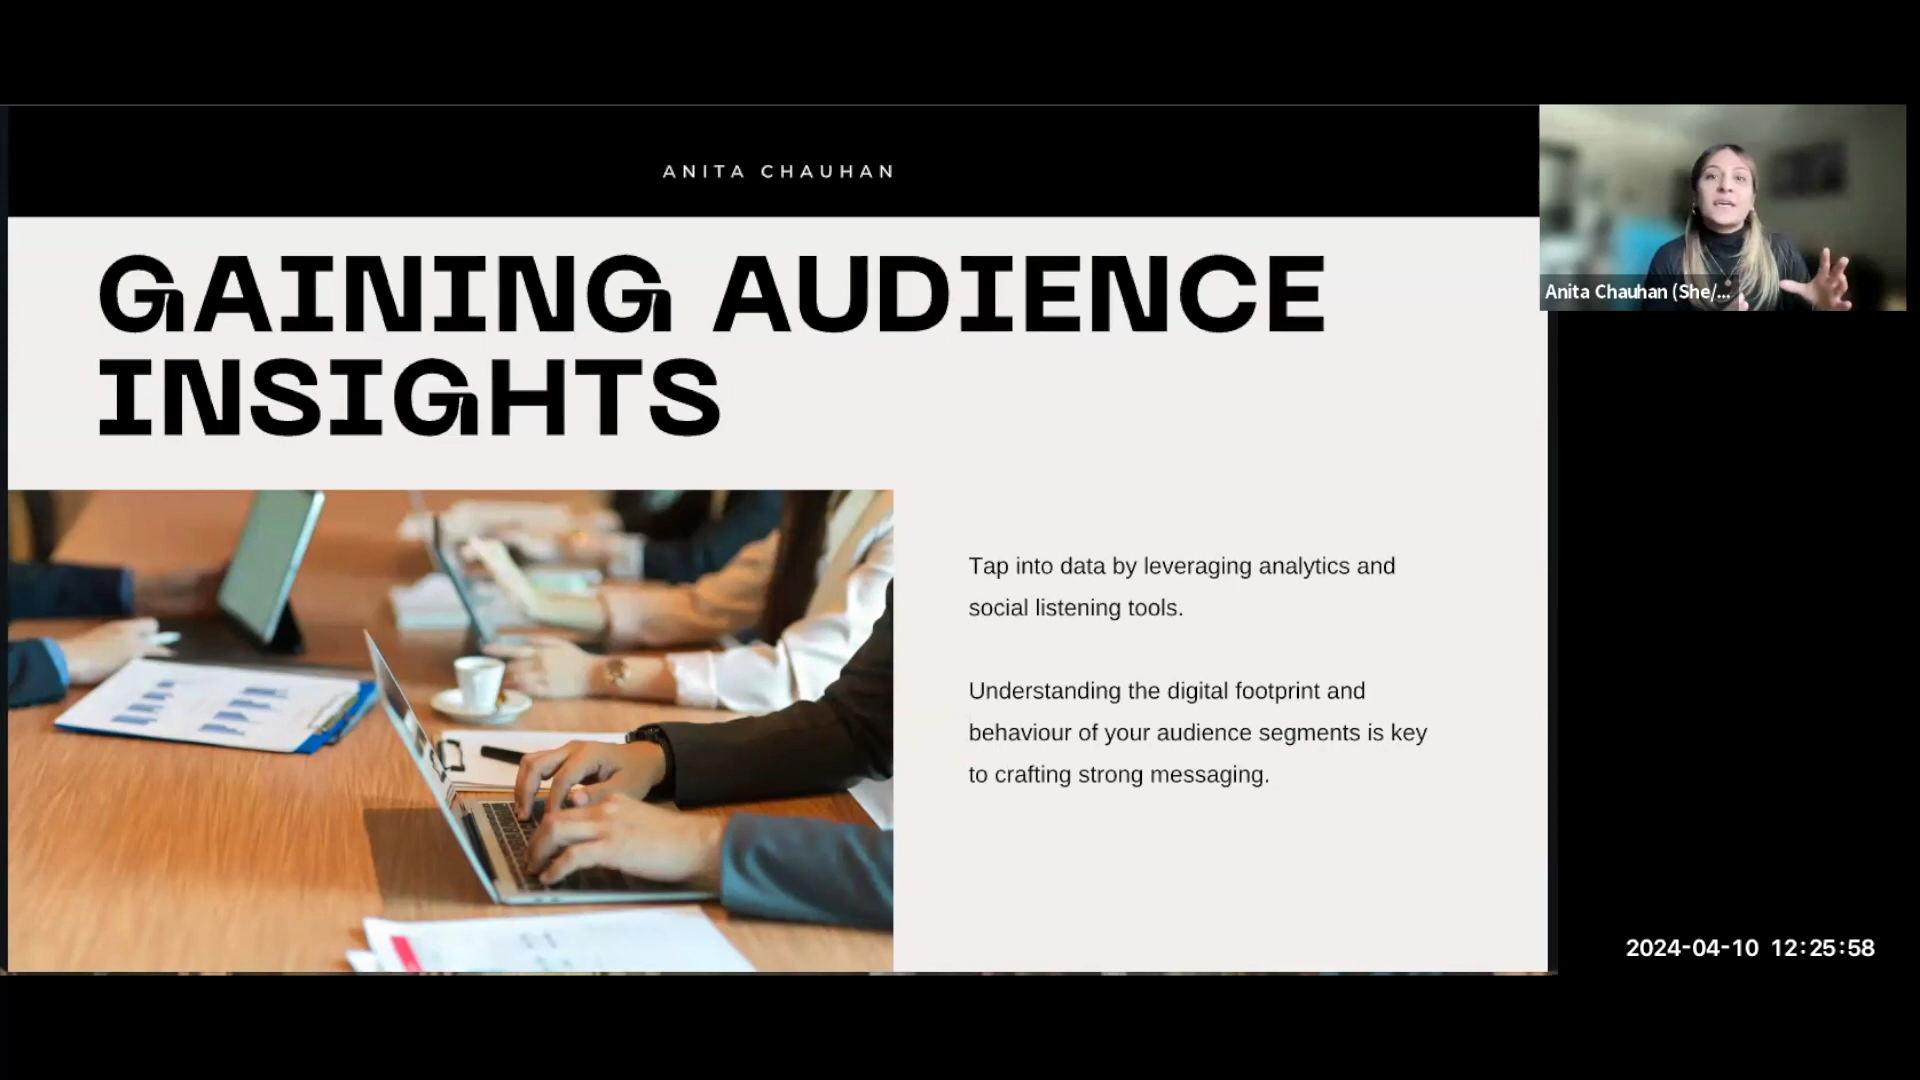 ANITA CHAUHAN
GAINING AUDIENCE
INSIGHTS
Anita Chauhan (She/...
Tap into data by leveraging analytics and
social listening tools.
Understanding the digital footprint and
behaviour of your audience segments is key
to crafting strong messaging.
2024-04-10 12:25:58